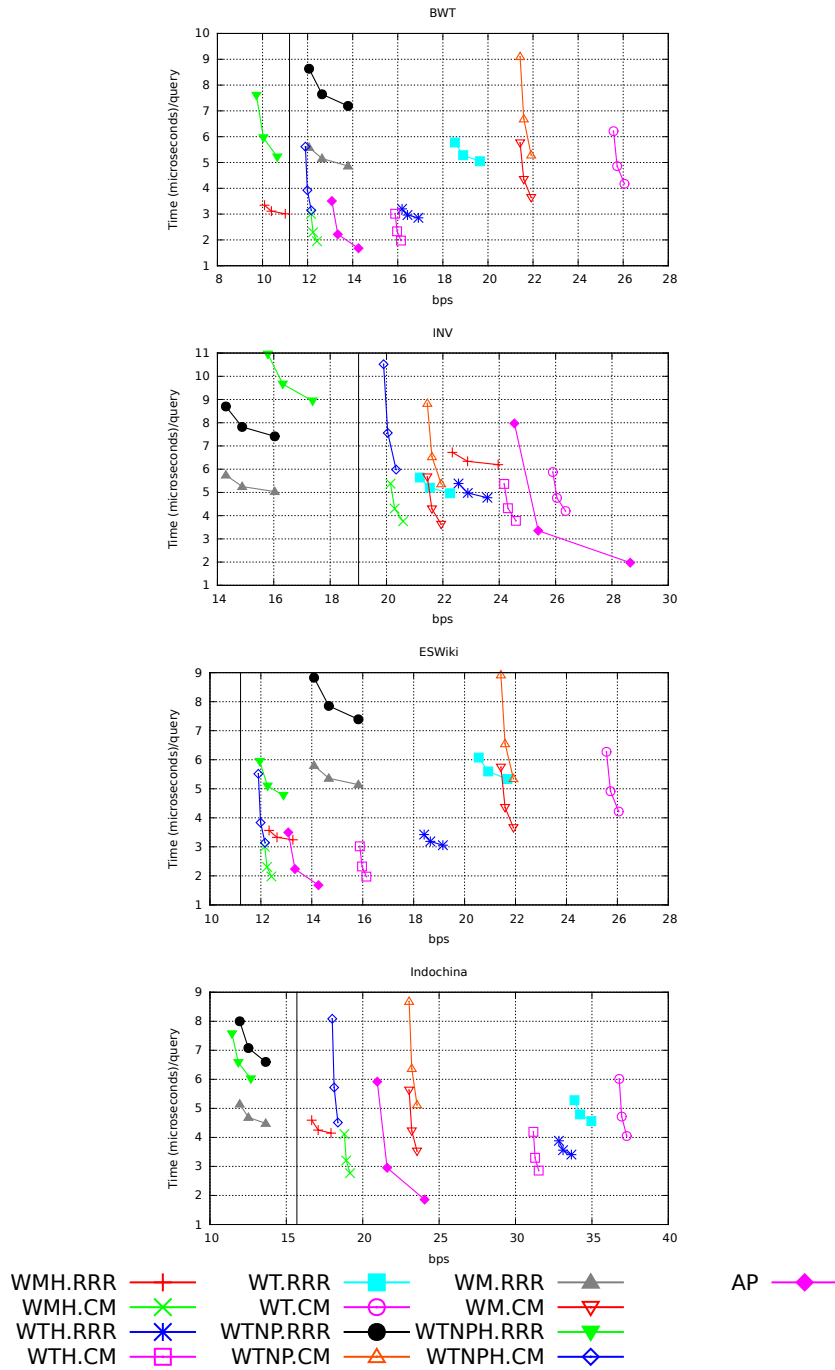 BWT
Time (microseconds)/query
10
9
8
7
6
5
4
3
2
1
8 10 12 14 16 18 20 22 24 26 28
bps
INV
Time (microseconds)/query
11
10
9
8
7
6
5
4
3
2
1
14 16 18 20 22 24 26 28 30
bps
ESWiki
Time (microseconds)/query
9
8
7
6
5
4
3
2
1
10 12 14 16 18 20 22 24 26 28
bps
Indochina
Time (microseconds)/query
9
8
7
6
5
4
3
2
1
10 15 20 25 30 35 40
bps
WMH.RRR WT.RRR WM.RRR AP
WMH.CM WT.CM WM.CM
WTH.RRR WTNP.RRR WTNPH.RRR
WTH.CM WTNP.CM WTNPH.CM